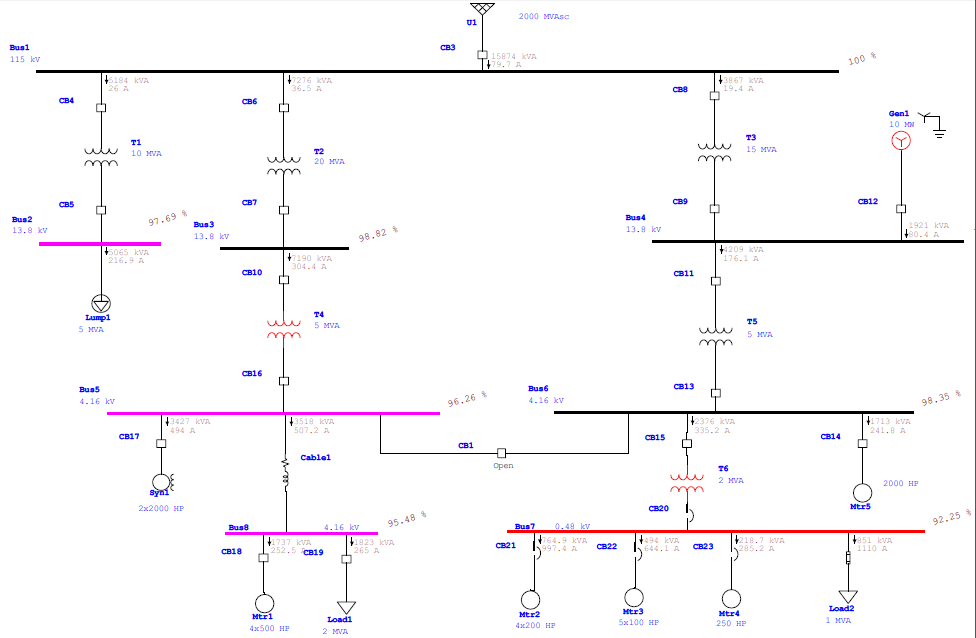 U1
2000 MVAsc
CB3
15874 kVA
79.7 A
Bus1
115 kV
100 %
5184 kVA
26 A
7276 kVA
36.5 A
3867 kVA
19.4 A
CB4
CB6
CB8
Gen1
10 MW
T1
10 MVA
T2
20 MVA
T3
15 MVA
CB5
CB7
CB9
CB12
Bus2
13.8 kV
97.69 %
Bus3
13.8 kV
98.82 %
Bus4
13.8 kV
1921 kVA
80.4 A
5065 kVA
216.9 A
7190 kVA
304.4 A
4209 kVA
176.1 A
CB10
CB11
Lump1
5 MVA
T4
5 MVA
T5
5 MVA
CB16
CB13
Bus5
4.16 kV
96.26 %
Bus6
4.16 kV
98.35 %
3427 kVA
494 A
3518 kVA
507.2 A
2376 kVA
335.2 A
1713 kVA
241.8 A
CB17
CB1
Open
CB15
CB14
Cable1
T6
2 MVA
Syn1
2x2000 HP
2000 HP
Mtr5
CB20
Bus8
4.16 kV
95.48 %
Bus7
0.48 kV
92.25 %
1737 kVA
252.5 A
1823 kVA
265 A
764.9 kVA
997.4 A
494 kVA
644.1 A
218.7 kVA
285.2 A
851 kVA
1110 A
CB18
CB19
CB21
CB22
CB23
Mtr1
4x500 HP
Load1
2 MVA
Mtr2
4x200 HP
Mtr3
5x100 HP
Mtr4
250 HP
Load2
1 MVA